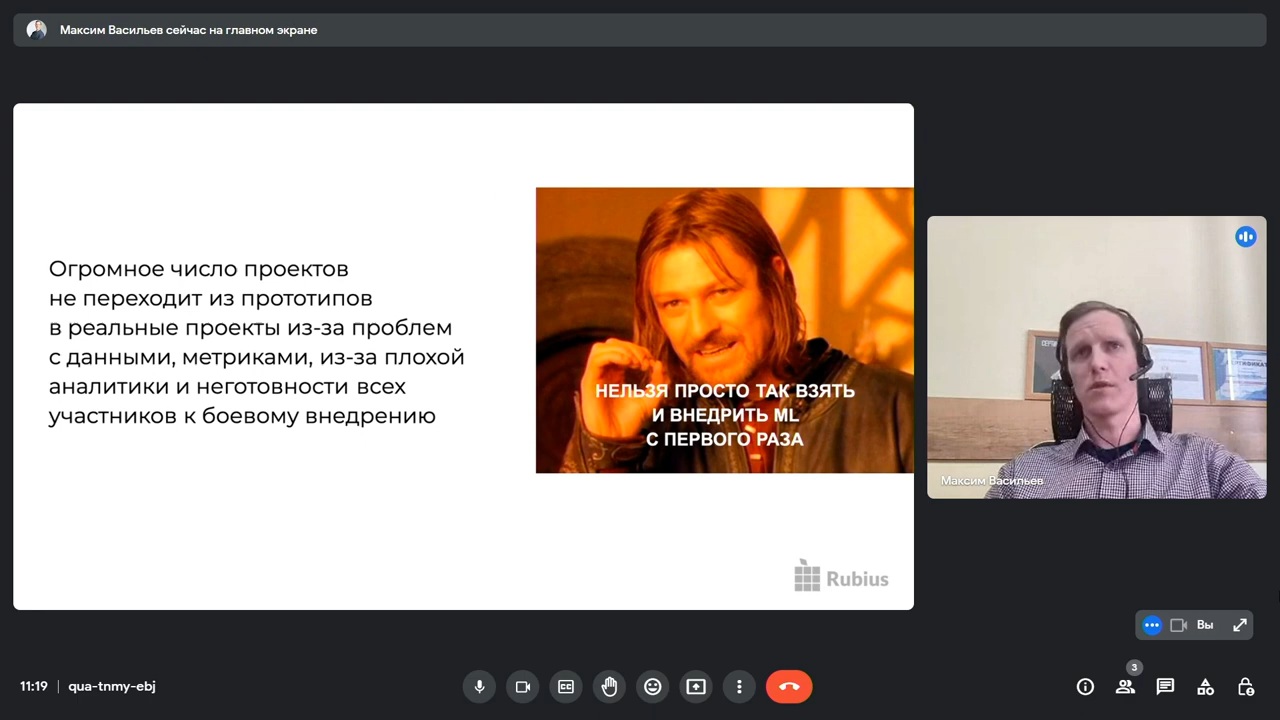 Максим Васильев сейчас на главном экране
Огромное число проектов
не переходит из прототипов
в реальные проекты из-за проблем
с данными, метриками, из-за плохой
аналитики и неготовности всех
участников к боевому внедрению
НЕЛЬЗЯ ПРОСТО ТАК ВЗЯТЬ
И ВНЕДРИТЬ ML
С ПЕРВОГО РАЗА
Rubius
Максим Васильев
Вы
11:19 | qua-tnmy-ebj
3